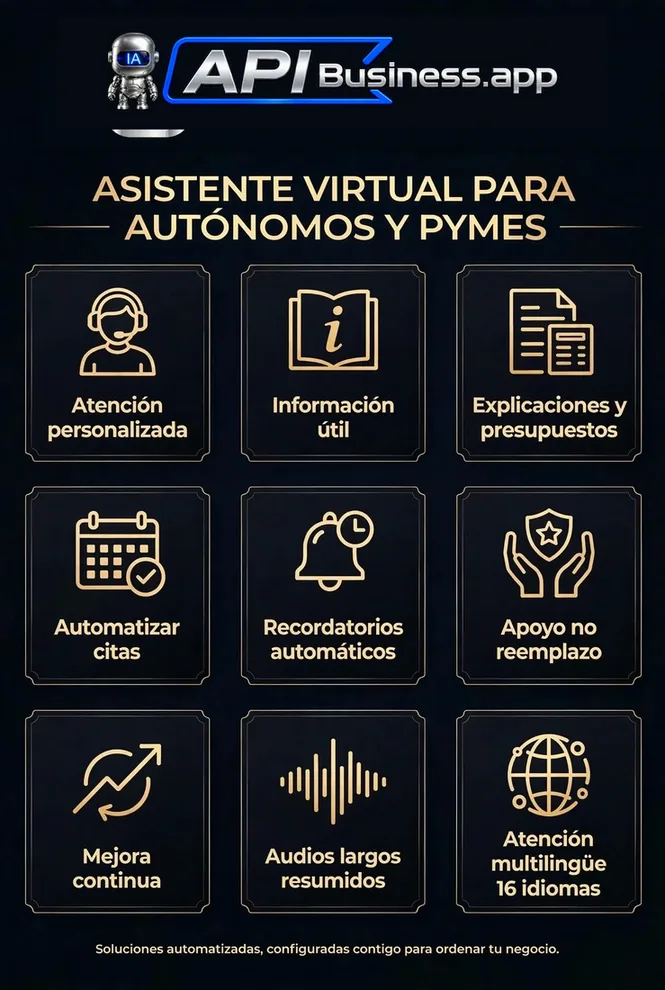 IA
API Business.app
ASISTENTE VIRTUAL PARA
AUTÓNOMOS Y PYMES
Atención
personalizada
i
Información
útil
Explicaciones y
presupuestos
Automatizar
citas
Recordatorios
automáticos
Apoyo no
reemplazo
Mejora
continua
Audios largos
resumidos
Atención
multilingüe
16 idiomas
Soluciones automatizadas, configuradas contigo para ordenar tu negocio.